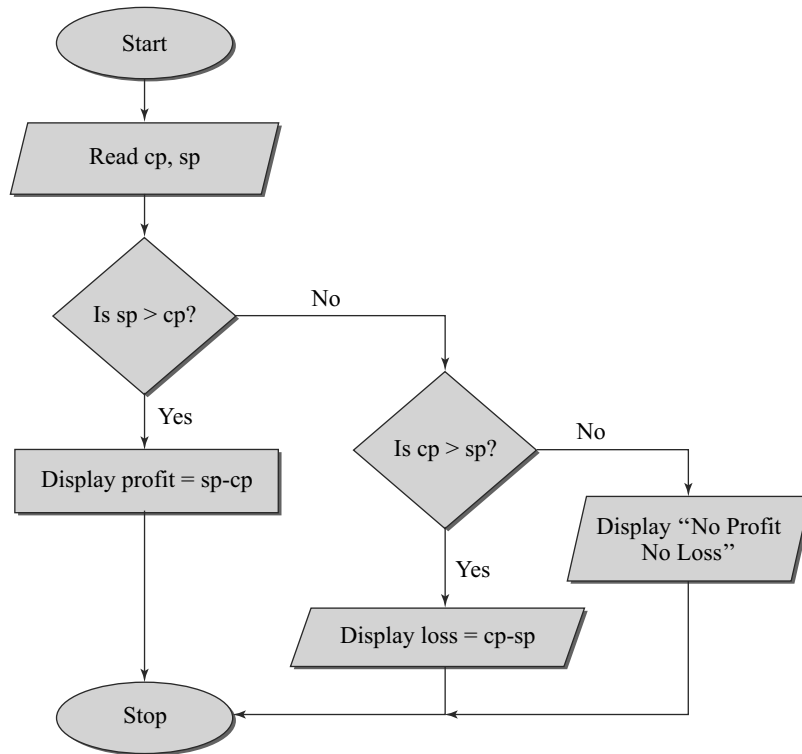 Start
Read cp, sp
Is sp > cp?
No
Yes
Display profit = sp-cp
Is cp > sp?
No
Display “No Profit
No Loss”
Yes
Display loss = cp-sp
Stop